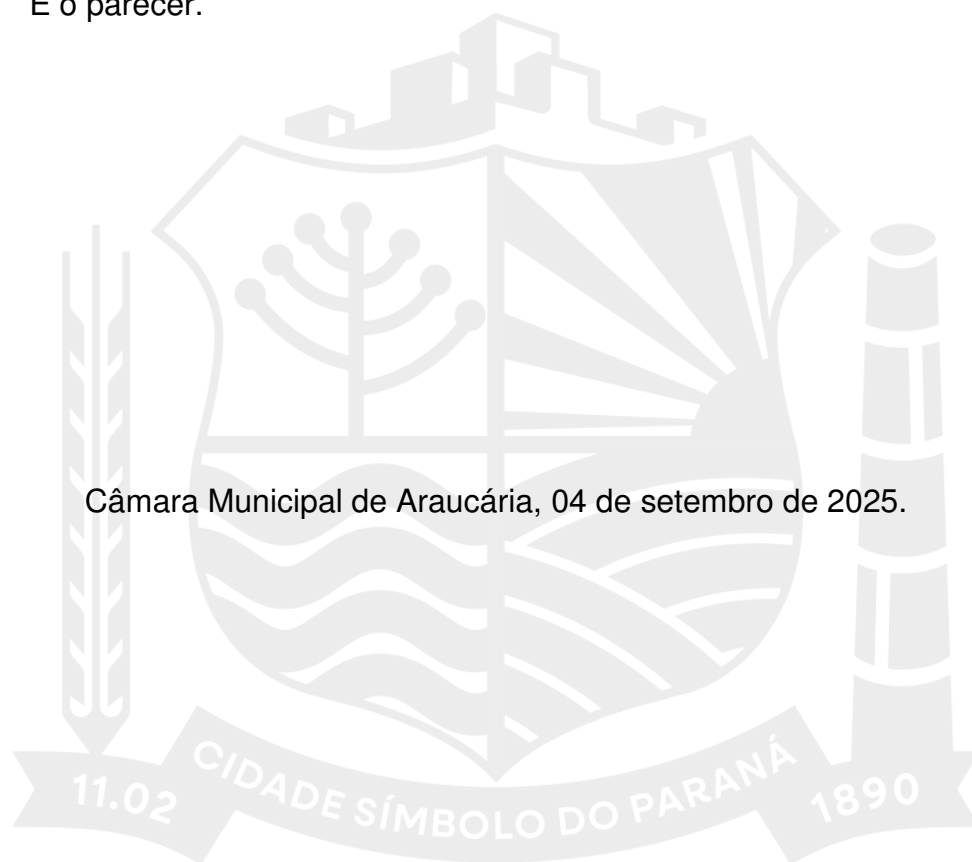 É o parecer.
Câmara Municipal de Araucária, 04 de setembro de 2025.
11.02 CIDADE SÍMBOLO DO PARANÁ 1890